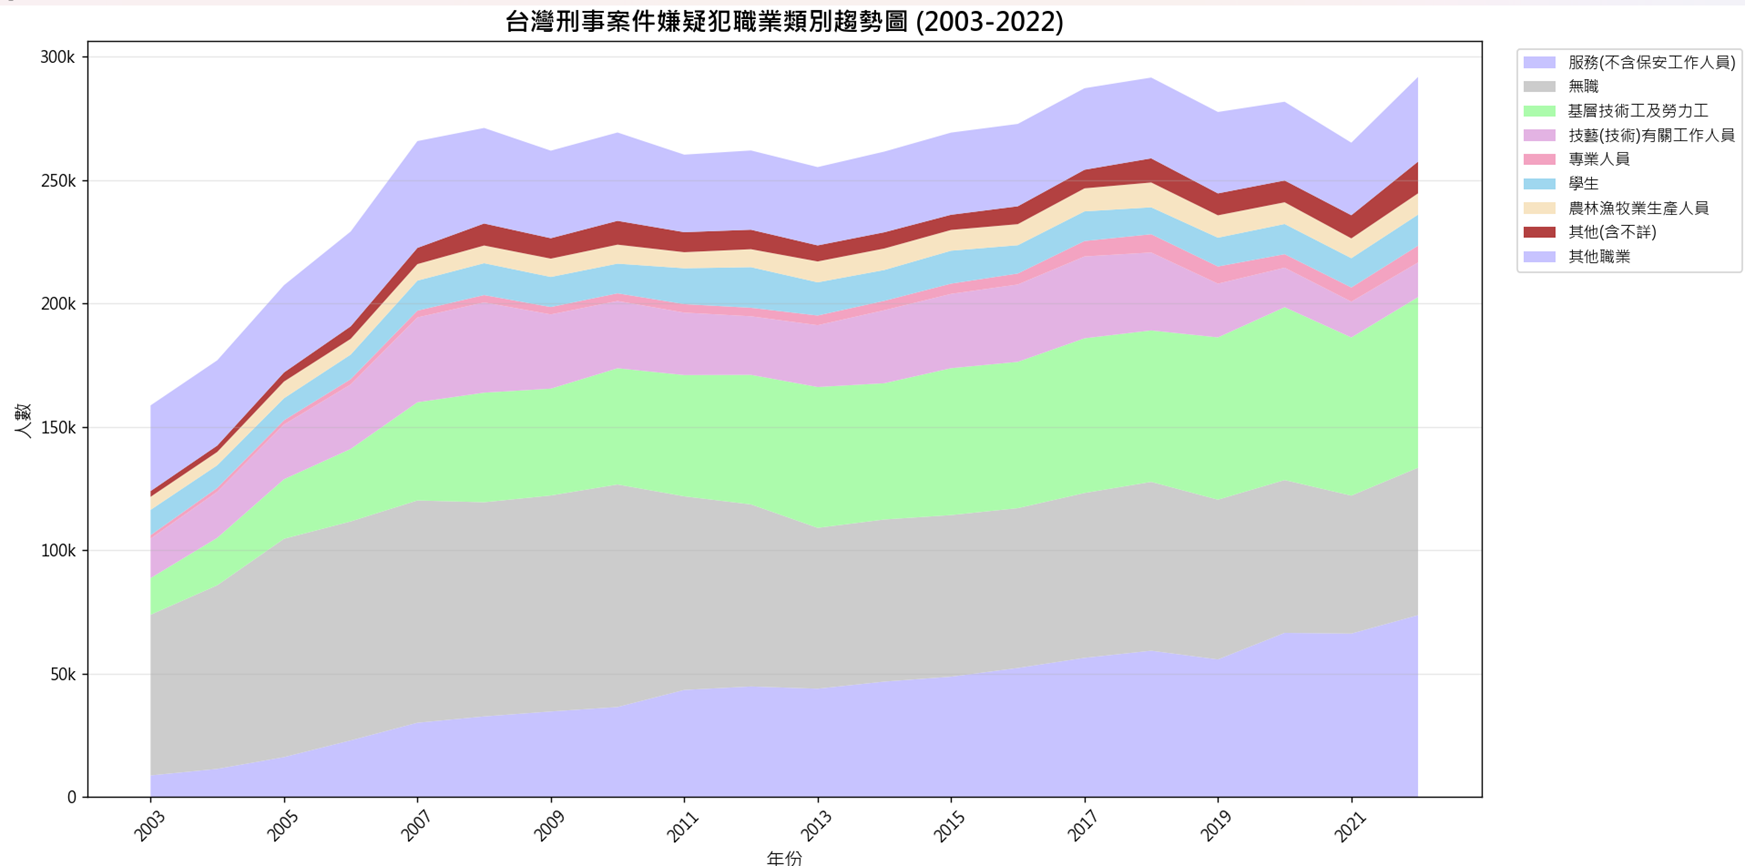 台灣刑事案件嫌疑犯職業類別趨勢圖 (2003-2022)
300k
250k
200k
150k
100k
50k
0
人數
2003
2005
2007
2009
2011
2013
2015
2017
2019
2021
年份
服務(不含保安工作人員)
無職
基層技術工及勞力工
技藝(技術)有關工作人員
專業人員
學生
農林漁牧業生產人員
其他(含不詳)
其他職業